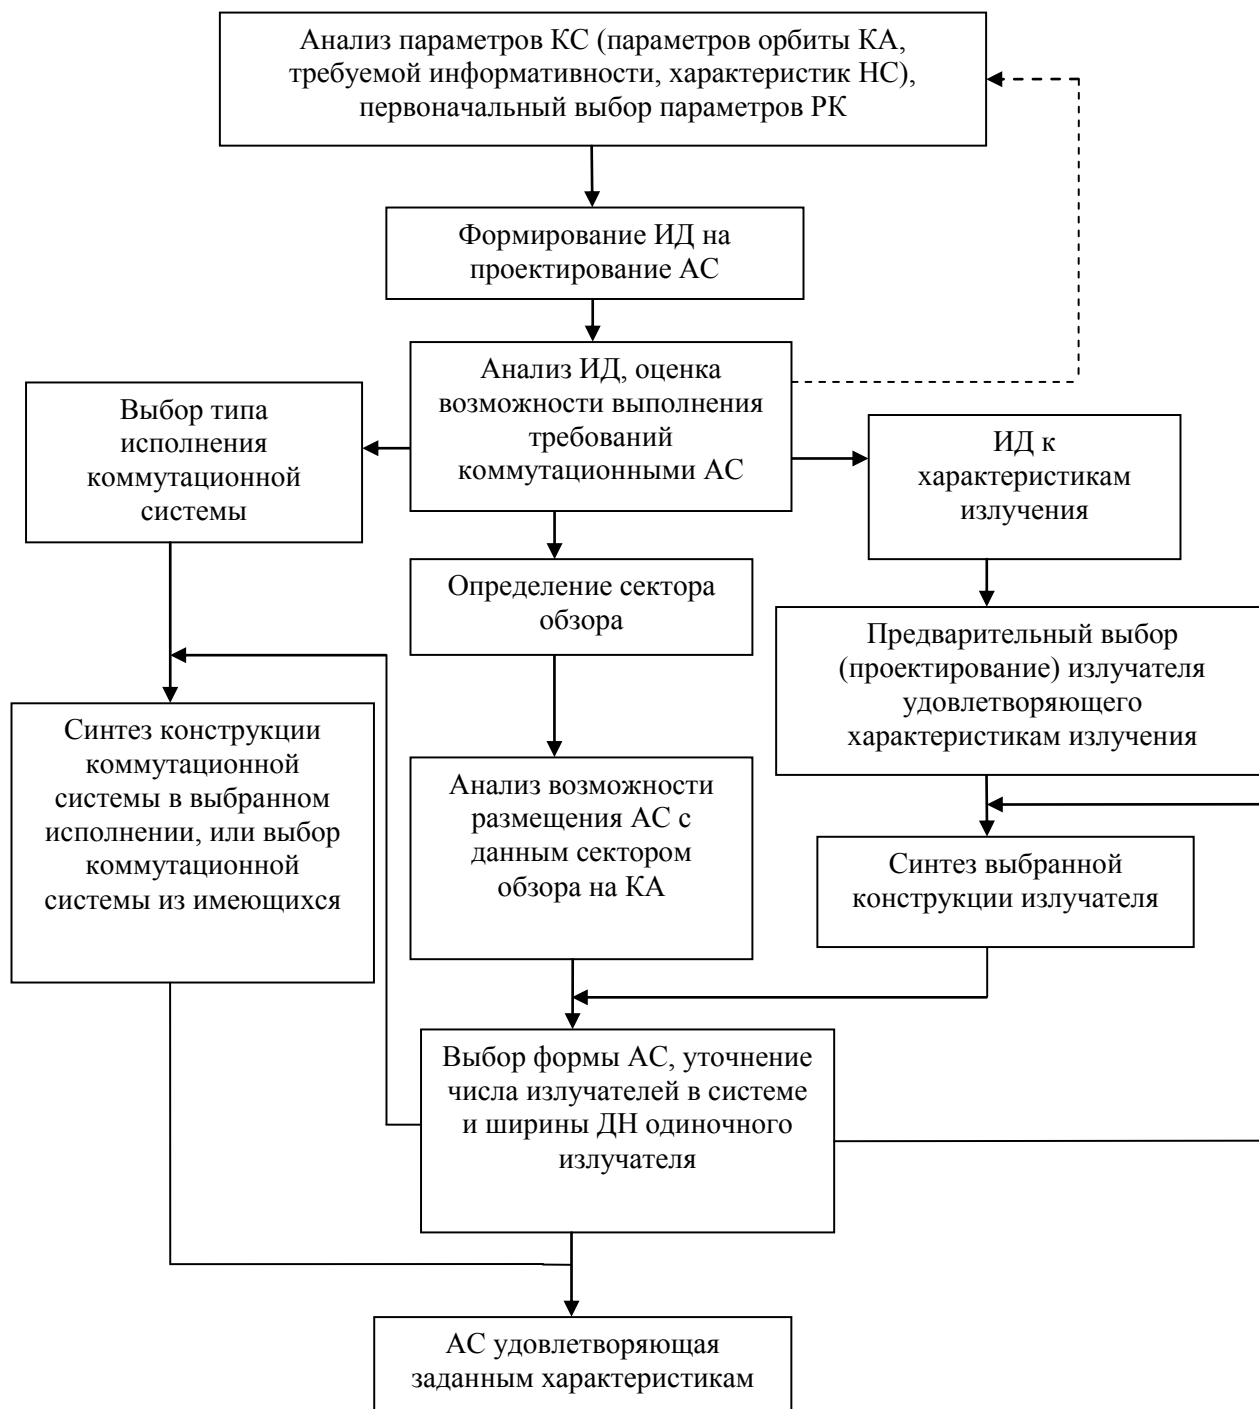 Анализ параметров КС (параметров орбиты КА,
требуемой информативности, характеристик НС),
первоначальный выбор параметров РК
Формирование ИД на
проектирование АС
Анализ ИД, оценка
возможности выполнения
требований
коммутационными АС
Выбор типа
исполнения
коммутационной
системы
ИД к
характеристикам
излучения
Определение сектора
обзора
Предварительный выбор
(проектирование) излучателя
удовлетворяющего
характеристикам излучения
Синтез конструкции
коммутационной
системы в выбранном
исполнении, или выбор
коммутационной
системы из имеющихся
Анализ возможности
размещения АС с
данным сектором
обзора на КА
Синтез выбранной
конструкции излучателя
Выбор формы АС, уточнение
числа излучателей в системе
и ширины ДН одиночного
излучателя
АС удовлетворяющая
заданным характеристикам